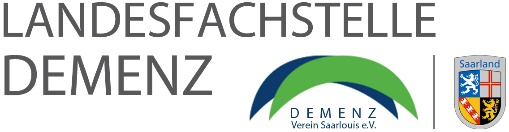 LANDESFACHSTELLE
DEMENZ
DEMENZ
Verein Saarlouis e.V.
Saarland